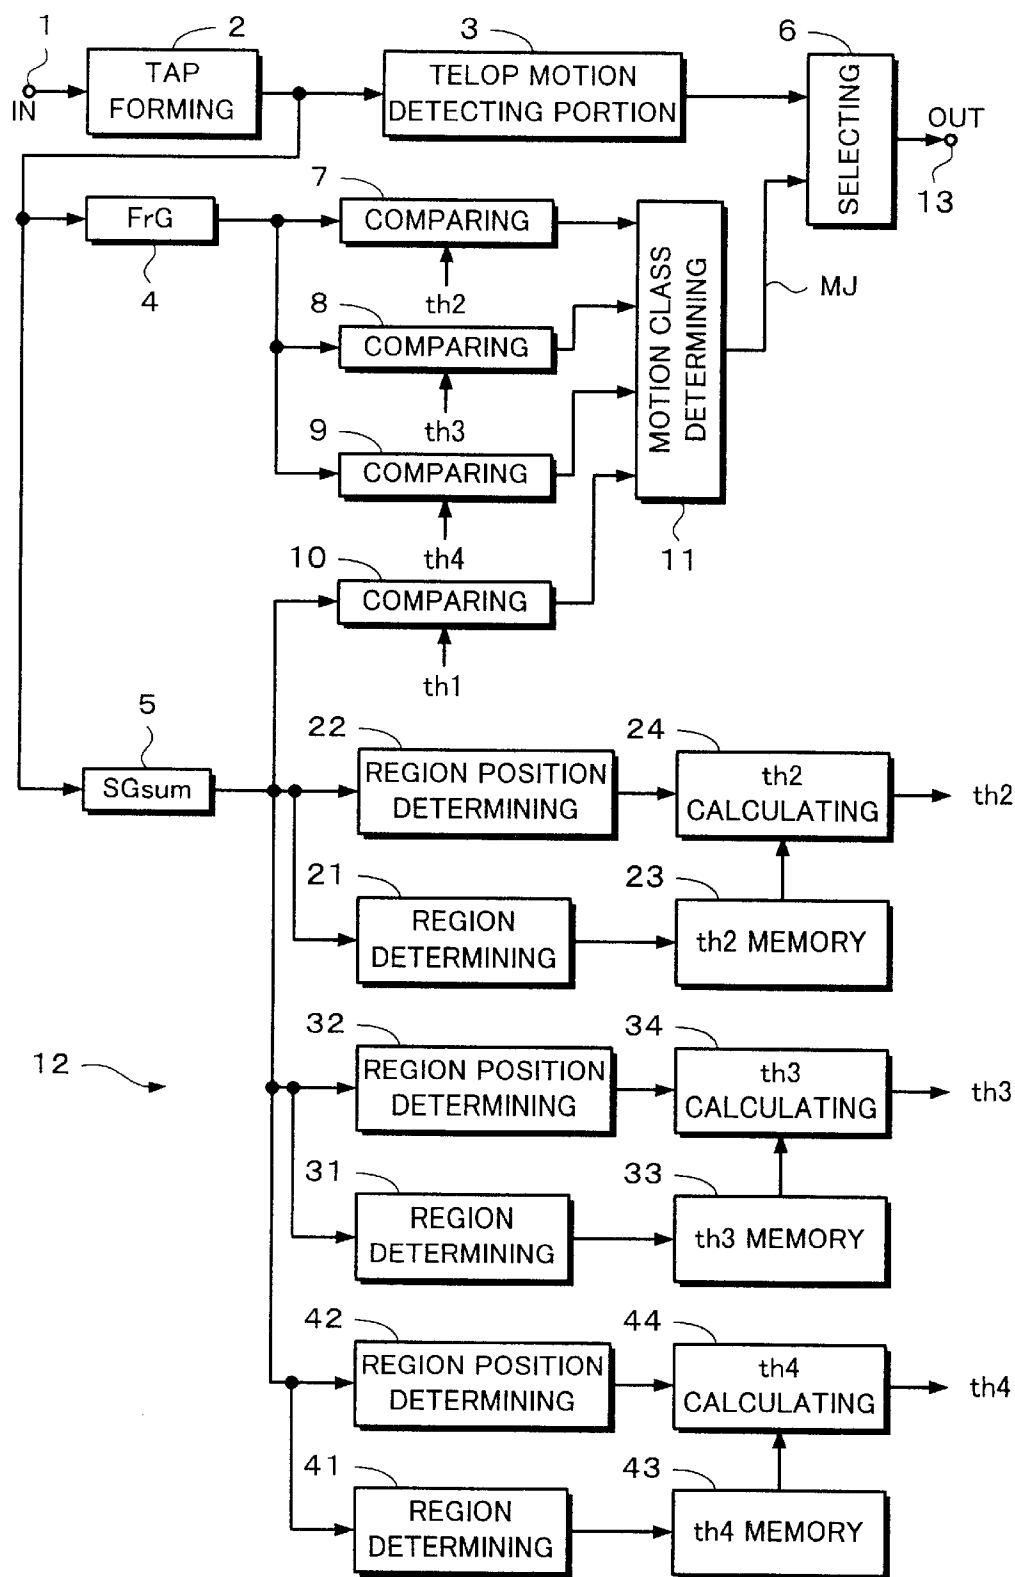 1
2
3
6
IN
TAP
FORMING
TELOP MOTION
DETECTING PORTION
SELECTING
OUT
13
4
FrG
7
COMPARING
th2
8
COMPARING
th3
9
COMPARING
th4
10
COMPARING
th1
MOTION CLASS
DETERMINING
11
MJ
5
SGsum
22
REGION POSITION
DETERMINING
24
th2
CALCULATING
th2
21
REGION
DETERMINING
23
th2 MEMORY
12
32
REGION POSITION
DETERMINING
34
th3
CALCULATING
th3
31
REGION
DETERMINING
33
th3 MEMORY
42
REGION POSITION
DETERMINING
44
th4
CALCULATING
th4
41
REGION
DETERMINING
43
th4 MEMORY